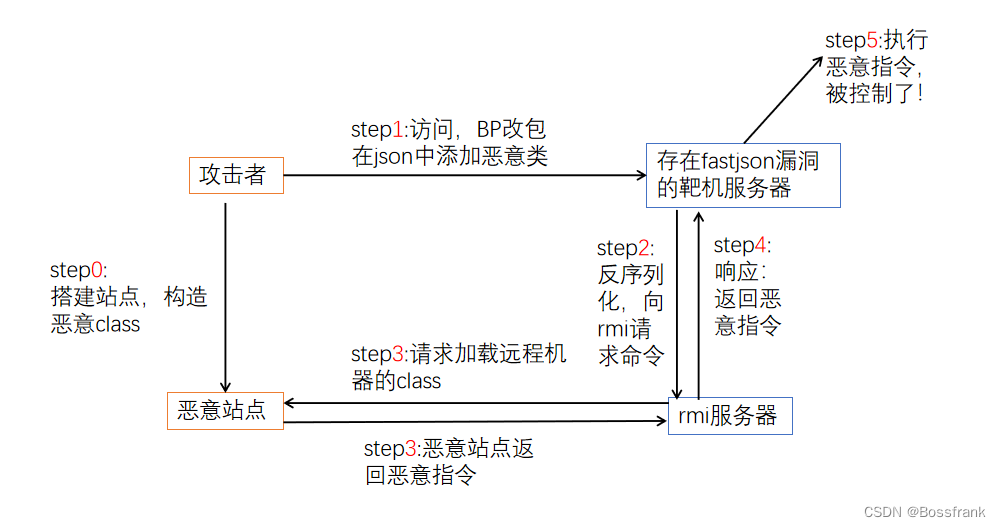 step5:执行
恶意指令,
被控制了!
step1:访问，BP改包
在json中添加恶意类
攻击者
存在fastjson漏洞
的靶机服务器
step0:
搭建站点，构造
恶意class
step2:
反序列
化，向
rmi请
求命令
step4:
响应：
返回恶
意指令
step3:请求加载远程机
器的class
恶意站点
rmi服务器
step3:恶意站点返
回恶意指令
CSDN @Bossfrank